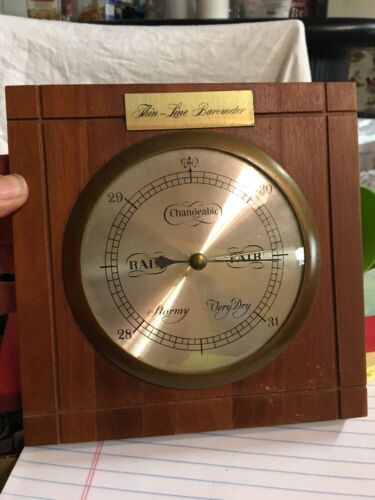 Thin-Line Barometer
29
30
Changeable
RAIN
FAIR
Stormy
Very Dry
28
31